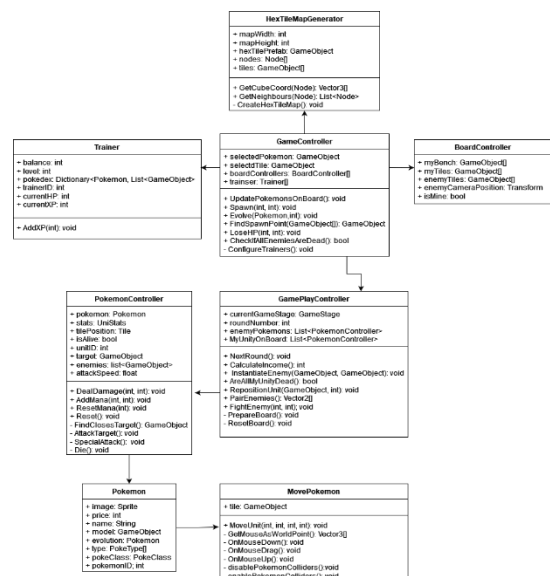 HexTileMapGenerator
+ mapWidth: int
+ mapHeight: int
+ hexTilePrefab: GameObject
+ nodes: Node[]
+ tiles: GameObject[]
+ GetCubeCoord(Node): Vector3[]
+ GetNeighbours(Node): List<Node>
- CreateHexTileMap(): void
Trainer
+ balance: int
+ level: int
+ pokedex: Dictionary<Pokemon, List<GameObject>
+ trainerID: int
+ currentHP: int
+ currentXP: int
+ AddXP(int): void
GameController
+ selectedPokemon: GameObject
+ selectdTile: GameObject
+ boardControllers: BoardController[]
+ trainser: Trainer[]
+ UpdatePokemonsOnBoard(): void
+ Spawn(int, int): void
+ Evolve(Pokemon,int): void
+ FindSpawnPoint(GameObject[]): GameObject
+ LoseHP(int, int): void
+ CheckIfAllEnemiesAreDead(): bool
- ConfigureTrainers(): void
BoardController
+ myBench: GameObject[]
+ myTiles: GameObject[]
+ enemyTiles: GameObject[]
+ enemyCameraPosition: Transform
+ isMine: bool
PokemonController
+ pokemon: Pokemon
+ stats: UniStats
+ tilePosition: Tile
+ isAlive: bool
+ unitID: int
+ target: GameObject
+ enemies: list<GameObject>
+ attackSpeed: float
+ DealDamage(int, int): void
+ AddMana(int, int): void
+ ResetMana(int): void
+ Reset(): void
- FindClosesTarget(): GameObject
- AttackTarget(): void
- SpecialAttack(): void
- Die(): void
GamePlayController
+ currentGameStage: GameStage
+ roundNumber: int
+ enemyPokemons: List<PokemonController>
+ MyUnityOnBoard: List<PokemonController>
+ NextRound(): void
+ CalculateIncome(): int
+ InstantiateEnemy(GameObject, GameObject): void
+ AreAllMyUnityDead(): bool
+ RepositionUnit(GameObject, int): void
+ PairEnemies(): Vector2[]
+ FightEnemy(int, int): void
- PrepareBoard(): void
- ResetBoard(): void
Pokemon
+ image: Sprite
+ price: int
+ name: String
+ model: GameObject
+ evolution: Pokemon
+ type: PokeType[]
+ pokeClass: PokeClass
+ pokemonID: int
MovePokemon
+ tile: GameObject
+ MoveUnit(int, int, int, int): void
- GetMouseAsWorldPoint(): Vector3[]
- OnMouseDown(): void
- OnMouseDrag(): void
- OnMouseUp(): void
- disablePokemonColliders():void
- enablePokemonColliders(): void